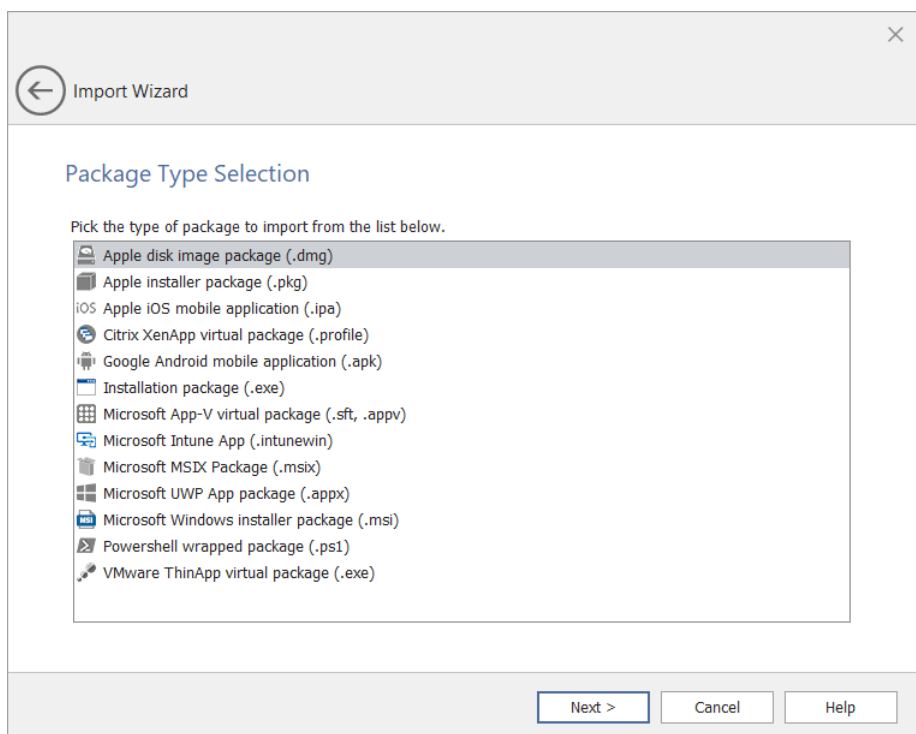 Import Wizard
Package Type Selection
Pick the type of package to import from the list below.
Apple disk image package (.dmg)
Apple installer package (.pkg)
iOS Apple iOS mobile application (.ipa)
Citrix XenApp virtual package (.profile)
Google Android mobile application (.apk)
Installation package (.exe)
Microsoft App-V virtual package (.sft, .appv)
Microsoft Intune App (.intunewin)
Microsoft MSIX Package (.msix)
Microsoft UWP App package (.appx)
MSI Microsoft Windows installer package (.msi)
Powershell wrapped package (.ps1)
VMware ThinApp virtual package (.exe)
Next > Cancel Help